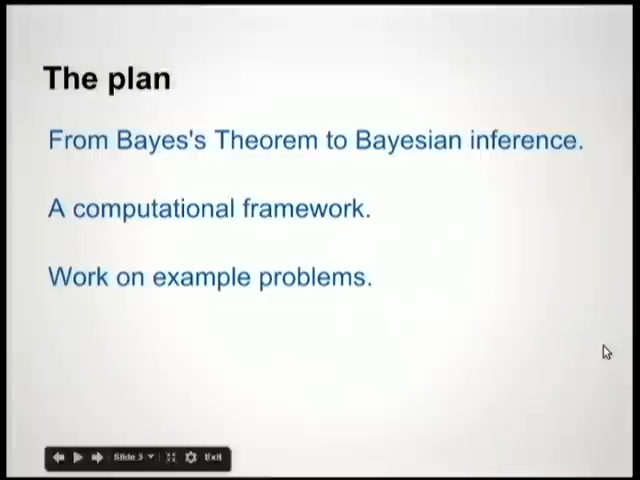 The plan
From Bayes's Theorem to Bayesian inference.
A computational framework.
Work on example problems.
Slide 3
Exit